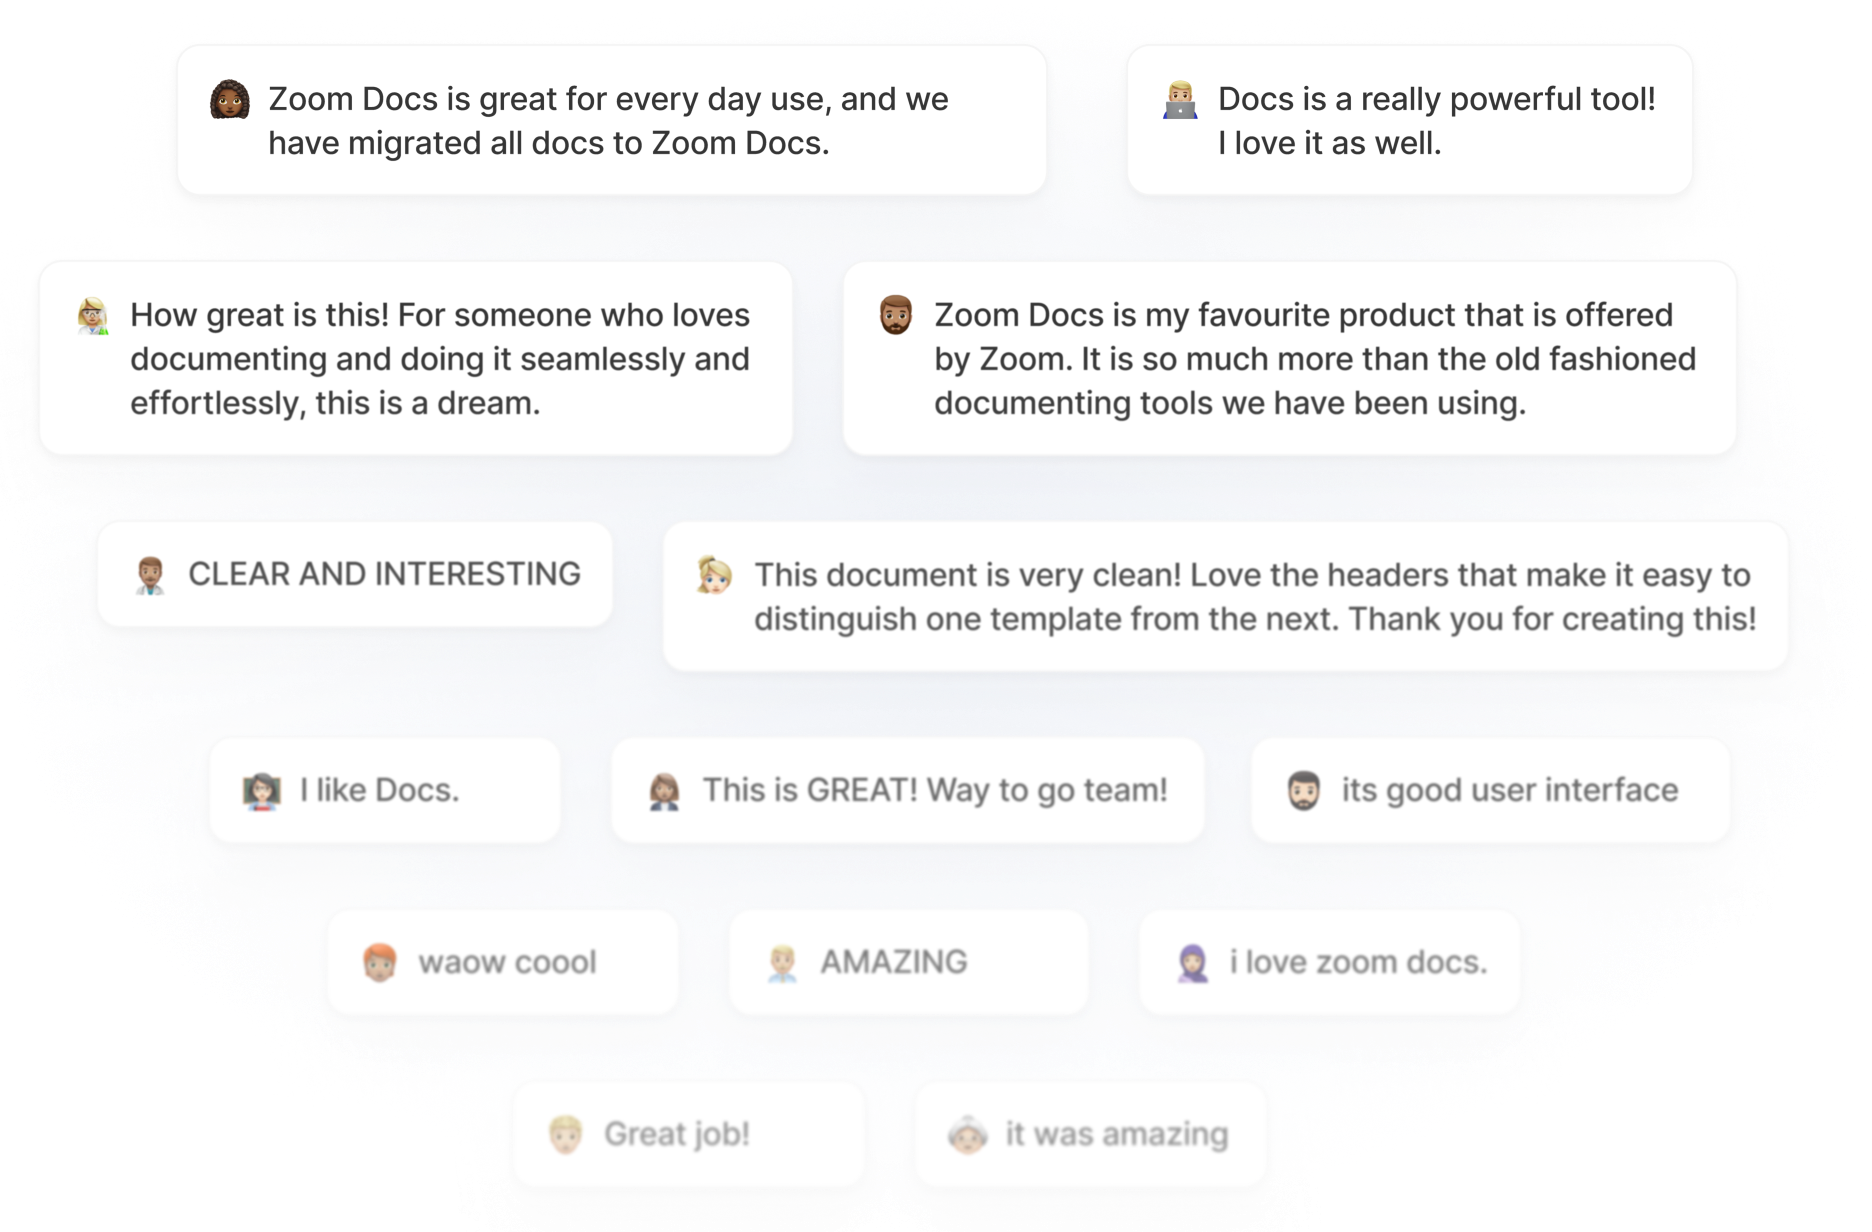 Zoom Docs is great for every day use, and we
have migrated all docs to Zoom Docs.
Docs is a really powerful tool!
I love it as well.
How great is this! For someone who loves
documenting and doing it seamlessly and
effortlessly, this is a dream.
Zoom Docs is my favourite product that is offered
by Zoom. It is so much more than the old fashioned
documenting tools we have been using.
CLEAR AND INTERESTING
This document is very clean! Love the headers that make it easy to
distinguish one template from the next. Thank you for creating this!
I like Docs.
This is GREAT! Way to go team!
its good user interface
waow coool
AMAZING
i love zoom docs.
Great job!
it was amazing